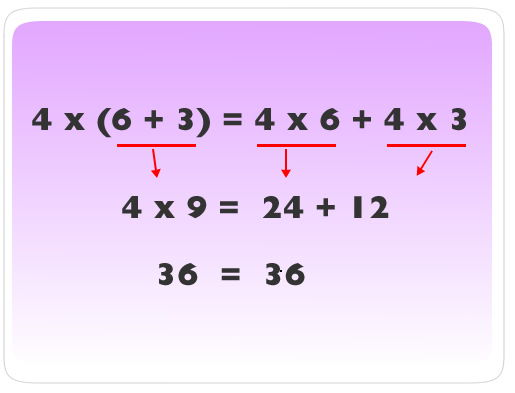 4 x (6 + 3) = 4 x 6 + 4 x 3
4 x 9 = 24 + 12
36 = 36